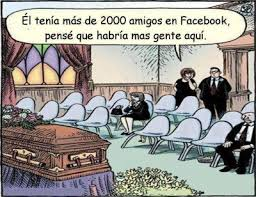 Él tenía más de 2000 amigos en Facebook,
pensé que habría mas gente aquí.